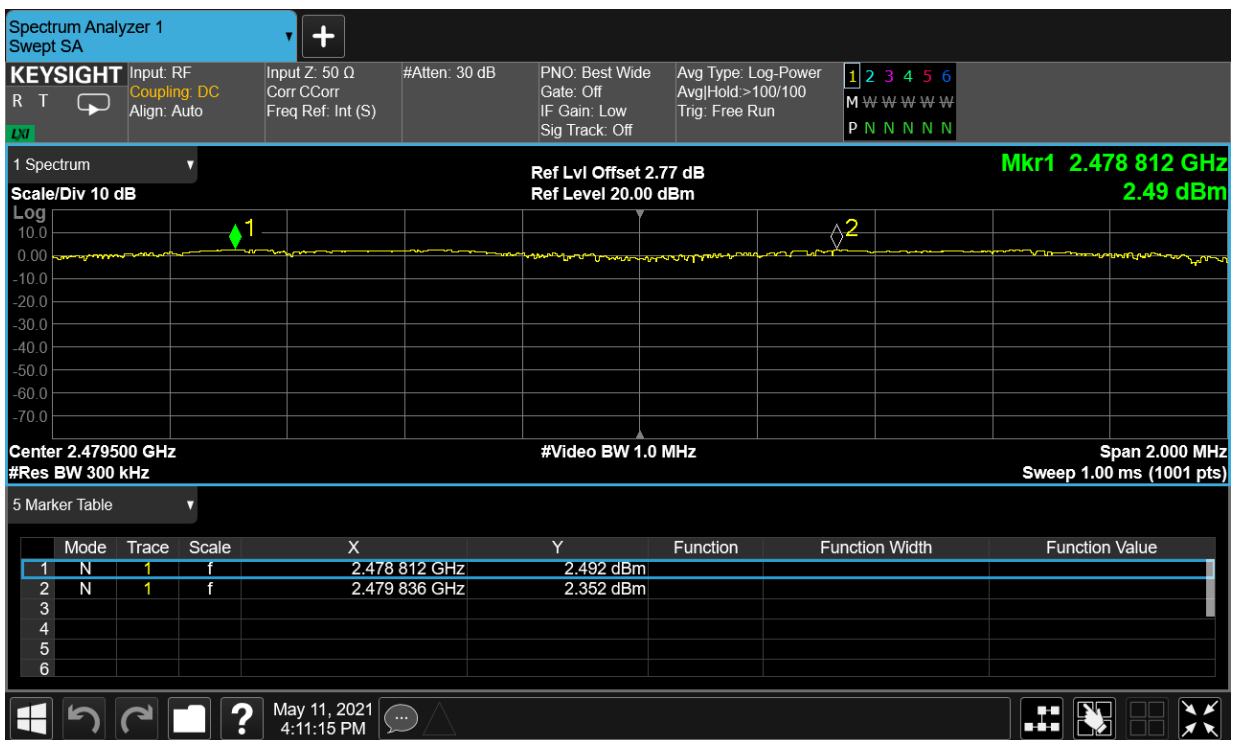 Spectrum Analyzer 1
Swept SA
KEYSIGHT
R T
LXI
Input: RF
Coupling: DC
Align: Auto
Input Z: 50 Ω
Corr CCorr
Freq Ref: Int (S)
#Atten: 30 dB
PNO: Best Wide
Gate: Off
IF Gain: Low
Sig Track: Off
Avg Type: Log-Power
Avg|Hold:>100/100
Trig: Free Run
1 2 3 4 5 6
M W W W W W
P N N N N N
1 Spectrum
Scale/Div 10 dB
Ref Lvl Offset 2.77 dB
Ref Level 20.00 dBm
Mkr1 2.478 812 GHz
2.49 dBm
Log
10.0
0.00
-10.0
-20.0
-30.0
-40.0
-50.0
-60.0
-70.0
1
2
Center 2.479500 GHz
#Res BW 300 kHz
#Video BW 1.0 MHz
Span 2.000 MHz
Sweep 1.00 ms (1001 pts)
5 Marker Table
Mode Trace Scale X Y Function Function Width Function Value
1 N 1 f 2.478 812 GHz 2.492 dBm
2 N 1 f 2.479 836 GHz 2.352 dBm
3
4
5
6
?
May 11, 2021
4:11:15 PM